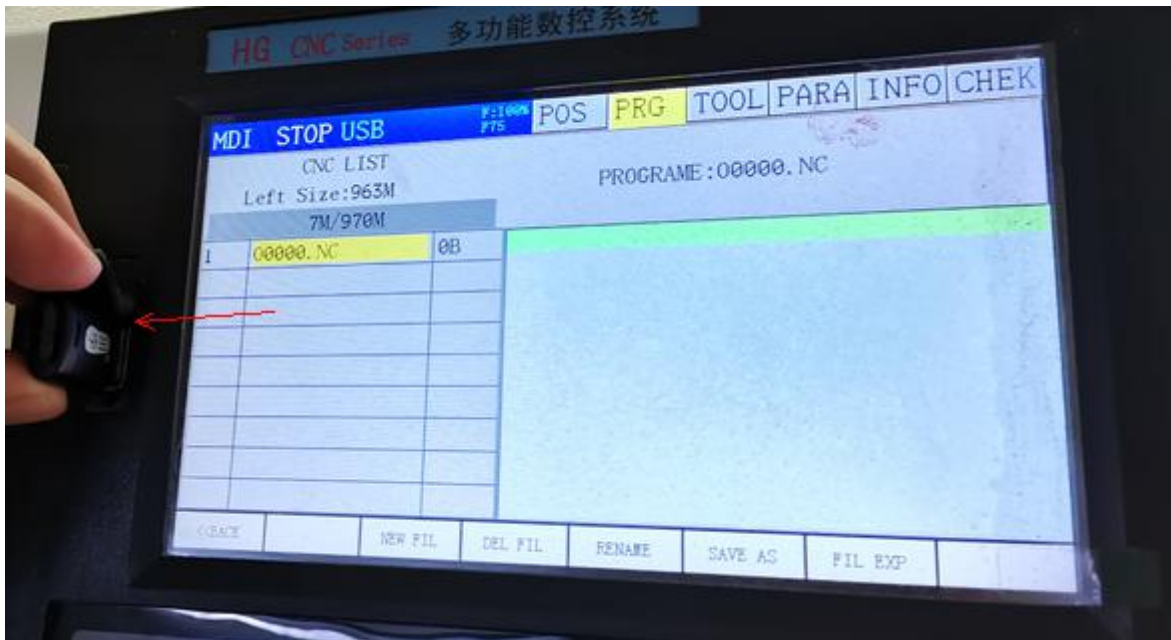 HG CNC Series 多功能数控系统
MDI STOP USB F:100% F75 POS PRG TOOL PARA INFO CHEK
CNC LIST
Left Size:963M
7M/970M
PROGRAME:O0000.NC
1 O0000.NC 0B
<<BACK NEW FIL DEL FIL RENAME SAVE AS FIL EXP